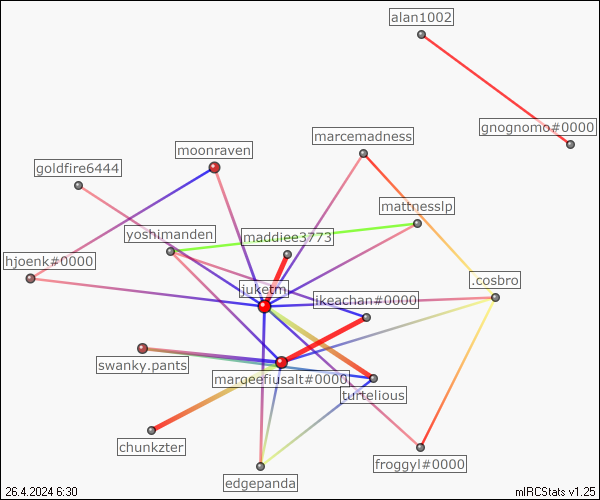 alan1002
gnognomo#0000
marcemadness
moonraven
goldfire6444
mattnesslp
yoshimanden
maddiee3773
hjoenk#0000
.cosbro
juketm
ikeachan#0000
swanky.pants
margeefiusalt#0000
turtelious
chunkzter
froggyl#0000
edgepanda
26.4.2024 6:30
mIRCStats v1.25